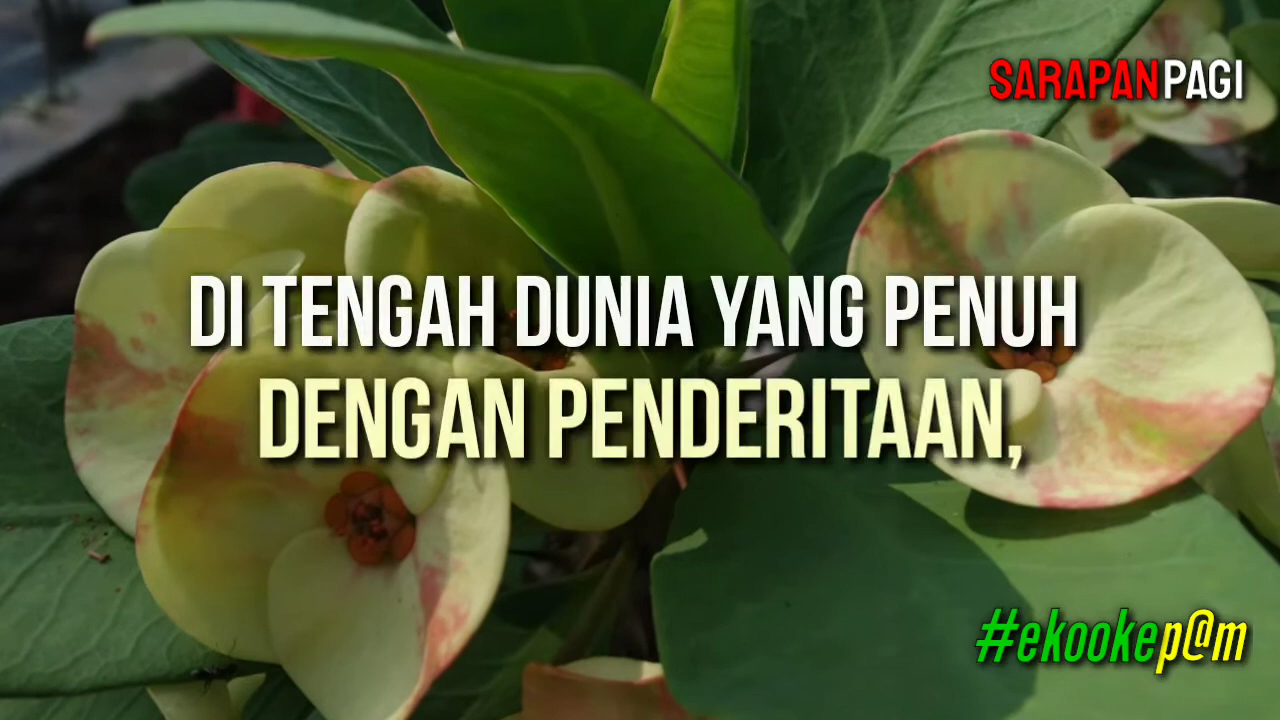 SARAPANPAGI
DI TENGAH DUNIA YANG PENUH
DENGAN PENDERITAAN,
#ekookep@m